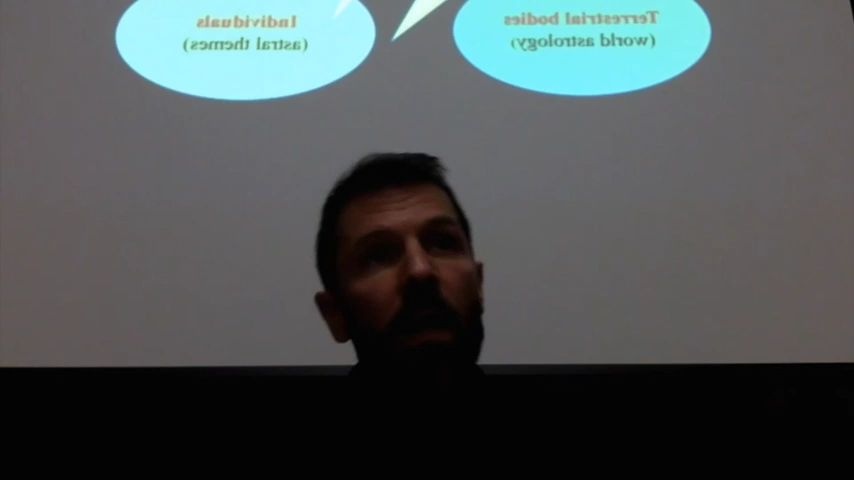 Individuals
(astral themes)
Terrestrial bodies
(world astrology)